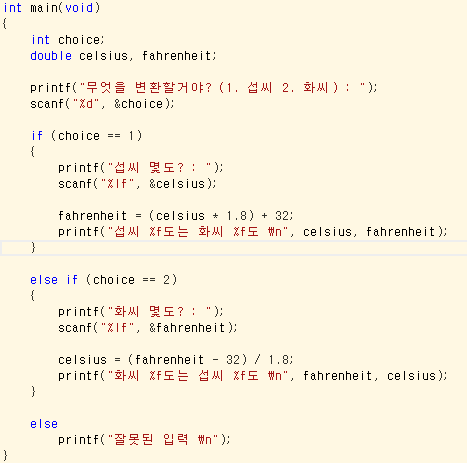 int main(void)
{
int choice;
double celsius, fahrenheit;
printf("무엇을 변환할거야? (1. 섭씨 2. 화씨) : ");
scanf("%d", &choice);
if (choice == 1)
{
printf("섭씨 몇도? : ");
scanf("%lf", &celsius);
fahrenheit = (celsius * 1.8) + 32;
printf("섭씨 %f도는 화씨 %f도 ₩n", celsius, fahrenheit);
}
else if (choice == 2)
{
printf("화씨 몇도? : ");
scanf("%lf", &fahrenheit);
celsius = (fahrenheit - 32) / 1.8;
printf("화씨 %f도는 섭씨 %f도 ₩n", fahrenheit, celsius);
}
else
printf("잘못된 입력 ₩n");
}